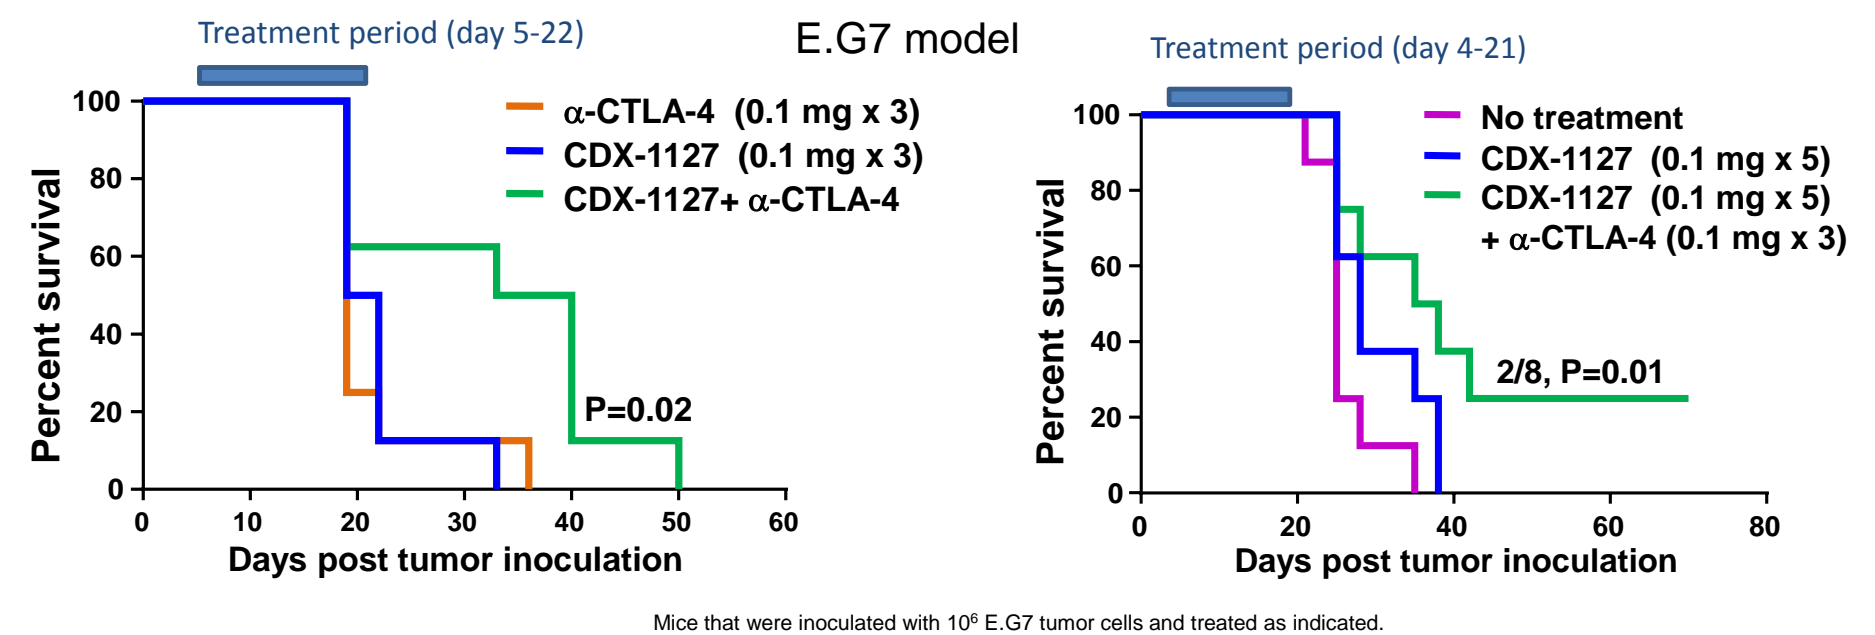 Treatment period (day 5-22)
E.G7 model
Treatment period (day 4-21)
α-CTLA-4 (0.1 mg x 3)
CDX-1127 (0.1 mg x 3)
CDX-1127+ α-CTLA-4
P=0.02
Percent survival
100
80
60
40
20
0
0 10 20 30 40 50 60
Days post tumor inoculation
No treatment
CDX-1127 (0.1 mg x 5)
CDX-1127 (0.1 mg x 5)
+ α-CTLA-4 (0.1 mg x 3)
2/8, P=0.01
Percent survival
100
80
60
40
20
0
0 20 40 60 80
Days post tumor inoculation
Mice that were inoculated with 10⁶ E.G7 tumor cells and treated as indicated.